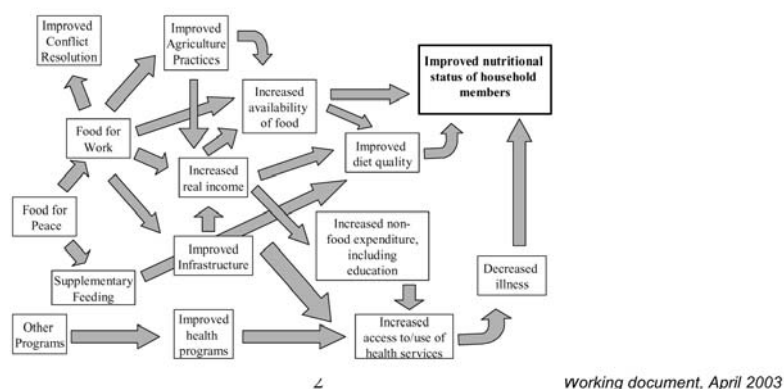 Improved
Conflict
Resolution
Improved
Agriculture
Practices
Improved nutritional
status of household
members
Increased
availability
of food
Food for
Work
Improved
diet quality
Increased
real income
Food for
Peace
Increased non-
food expenditure,
including
education
Improved
Infrastructure
Supplementary
Feeding
Decreased
illness
Other
Programs
Improved
health
programs
Increased
access to/use of
health services
Working document, April 2003